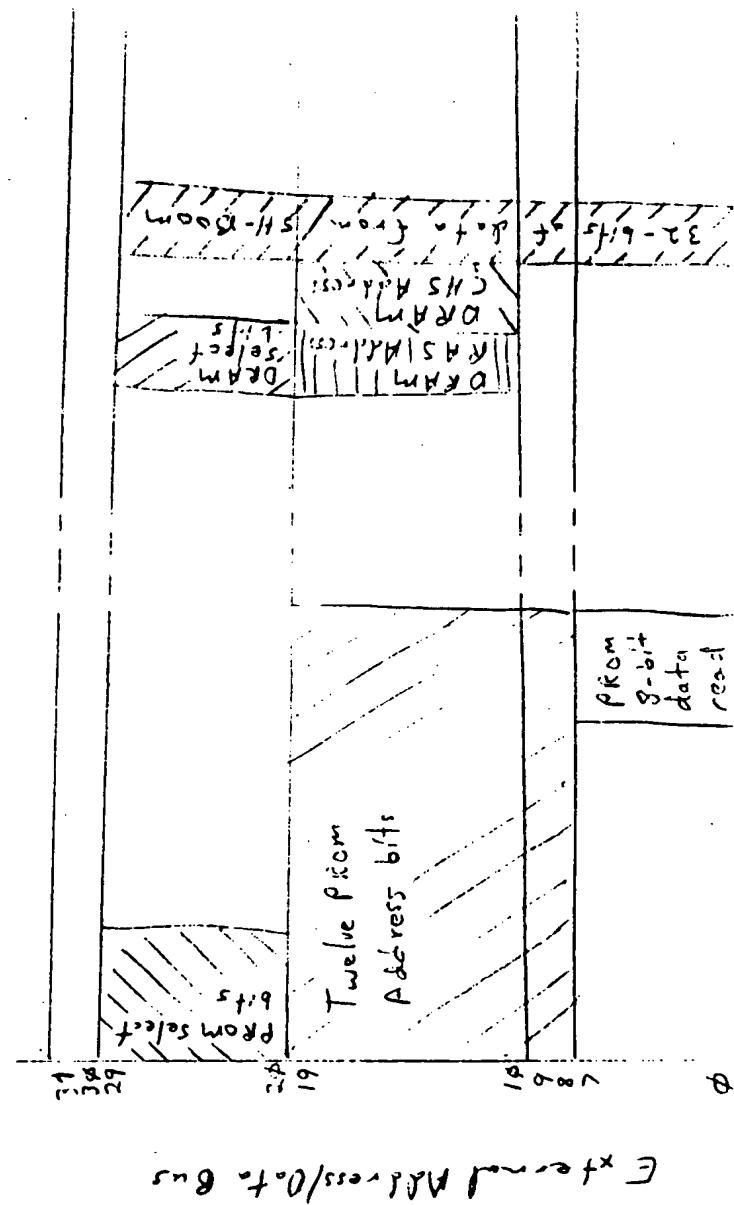 32-bits of data from SH-BOOM
DRAM
CAS Address
DRAM
RAS Address
DRAM
select
bits
PROM
8-bit
data
read
Twelve PROM
Address bits
PROM select
bits
31
30
29
20
19
10
9
8
7
0
External Address/Data Bus